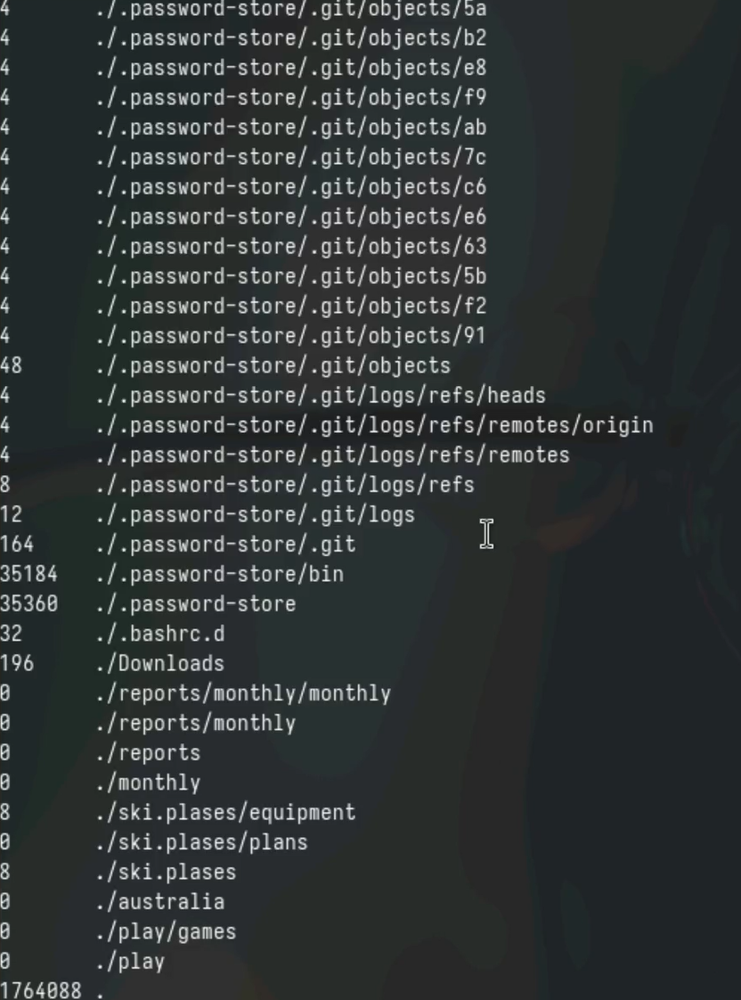 4 ./.password-store/.git/objects/5a
4 ./.password-store/.git/objects/b2
4 ./.password-store/.git/objects/e8
4 ./.password-store/.git/objects/f9
4 ./.password-store/.git/objects/ab
4 ./.password-store/.git/objects/7c
4 ./.password-store/.git/objects/c6
4 ./.password-store/.git/objects/e6
4 ./.password-store/.git/objects/63
4 ./.password-store/.git/objects/5b
4 ./.password-store/.git/objects/f2
4 ./.password-store/.git/objects/91
48 ./.password-store/.git/objects
4 ./.password-store/.git/logs/refs/heads
4 ./.password-store/.git/logs/refs/remotes/origin
4 ./.password-store/.git/logs/refs/remotes
8 ./.password-store/.git/logs/refs
12 ./.password-store/.git/logs
164 ./.password-store/.git
35184 ./.password-store/bin
35360 ./.password-store
32 ./.bashrc.d
196 ./Downloads
0 ./reports/monthly/monthly
0 ./reports/monthly
0 ./reports
0 ./monthly
8 ./ski.plases/equipment
0 ./ski.plases/plans
8 ./ski.plases
0 ./australia
0 ./play/games
0 ./play
1764088 .